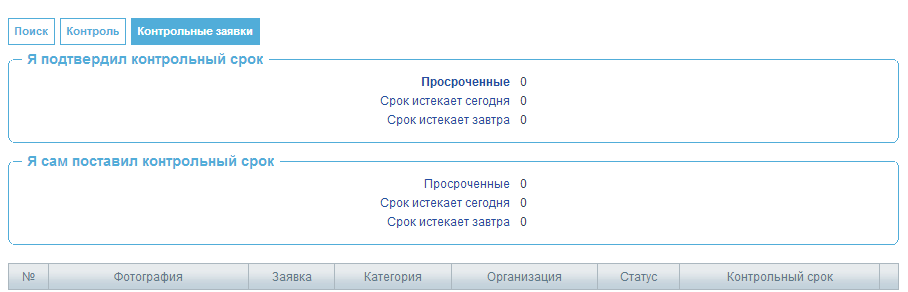 Поиск Контроль Контрольные заявки
Я подтвердил контрольный срок
Просроченные 0
Срок истекает сегодня 0
Срок истекает завтра 0
Я сам поставил контрольный срок
Просроченные 0
Срок истекает сегодня 0
Срок истекает завтра 0
№ Фотография Заявка Категория Организация Статус Контрольный срок